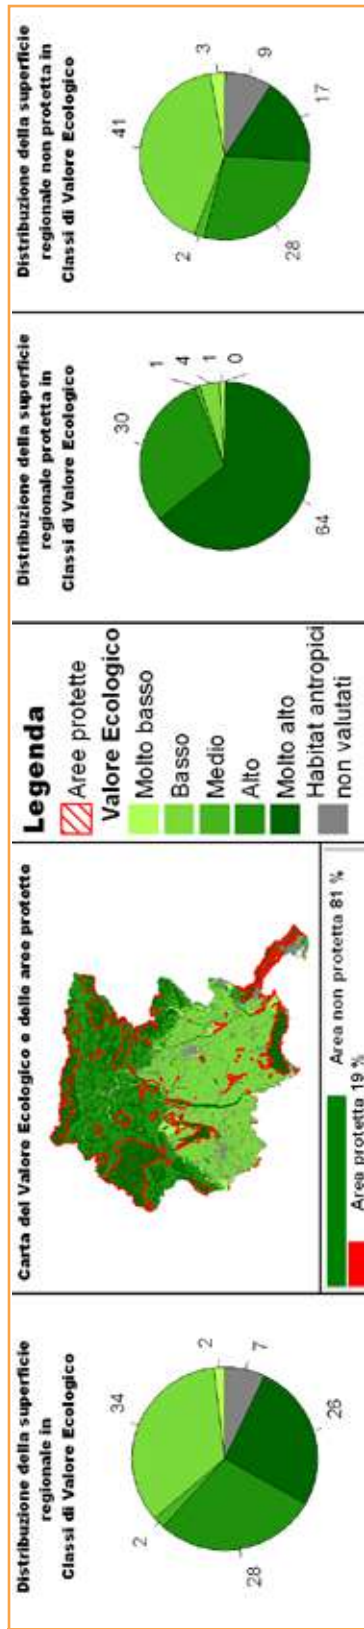 Distribuzione della superficie
regionale in
Classi di Valore Ecologico
34
2
2
7
28
26
Carta del Valore Ecologico e delle aree protette
Area non protetta 81 %
Area protetta 19 %
Legenda
Aree protette
Valore Ecologico
Molto basso
Basso
Medio
Alto
Molto alto
Habitat antropici
non valutati
Distribuzione della superficie
regionale protetta in
Classi di Valore Ecologico
30
1
4
1
0
64
Distribuzione della superficie
regionale non protetta in
Classi di Valore Ecologico
41
3
2
9
28
17